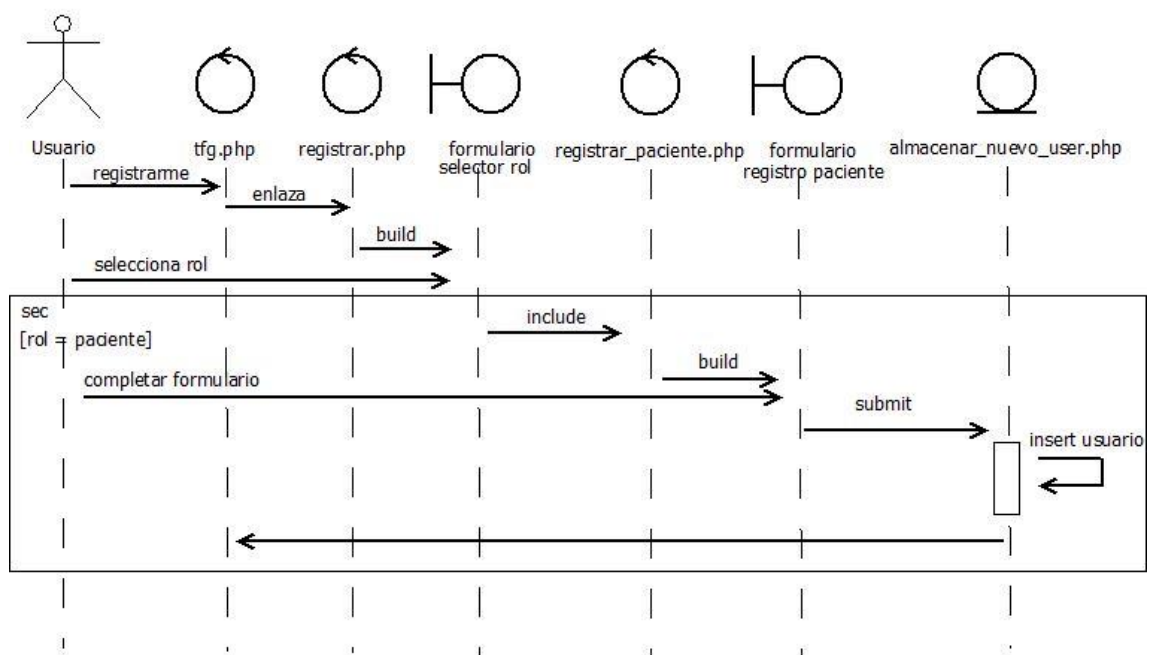 Usuario
tfg.php
registrar.php
formulario
selector rol
registrar_paciente.php
formulario
registro paciente
almacenar_nuevo_user.php
registrarme
enlaza
build
selecciona rol
sec
[rol = paciente]
include
build
completar formulario
submit
insert usuario